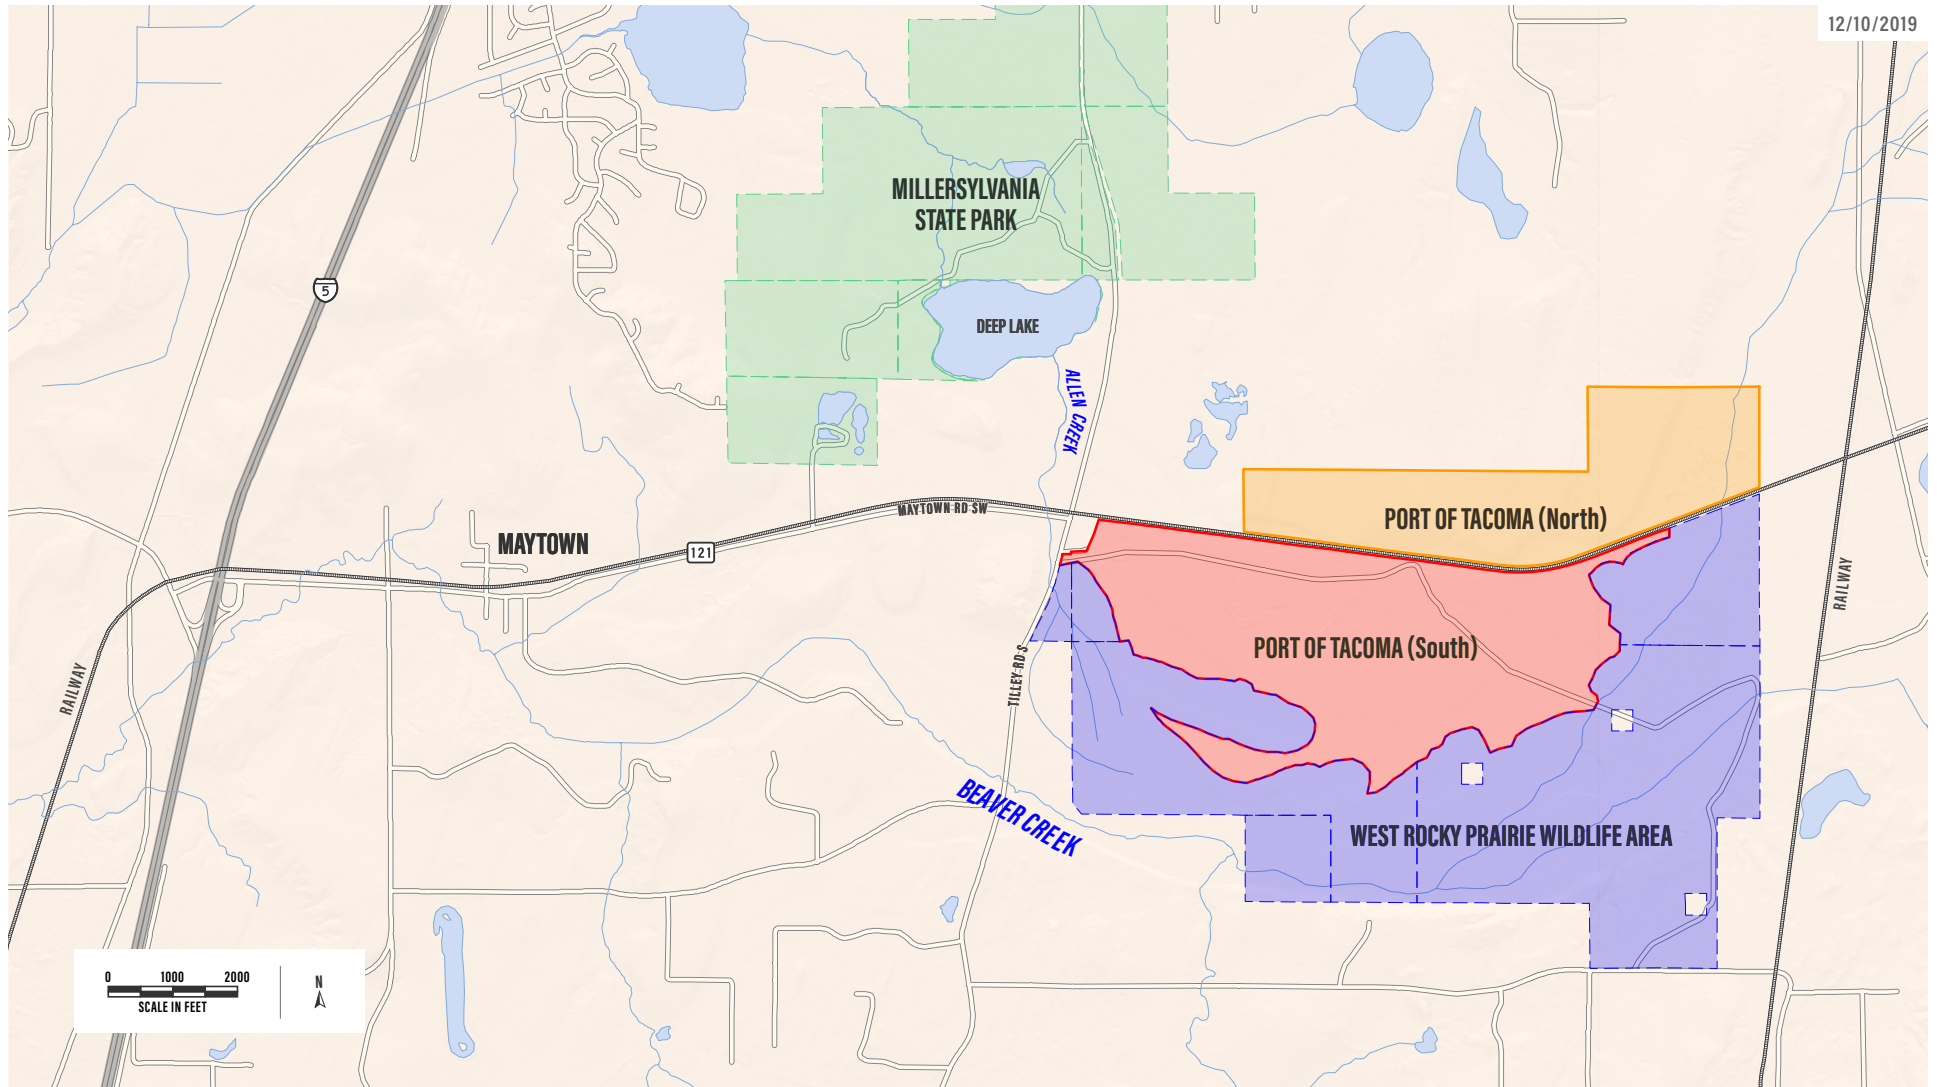 12/10/2019
MILLERSYLVANIA
STATE PARK
5
DEEP LAKE
ALLEN CREEK
MAYTOWN RD SW
PORT OF TACOMA (North)
MAYTOWN
121
RAILWAY
PORT OF TACOMA (South)
TILLEY RD S
RAILWAY
BEAVER CREEK
WEST ROCKY PRAIRIE WILDLIFE AREA
0 1000 2000
SCALE IN FEET
N